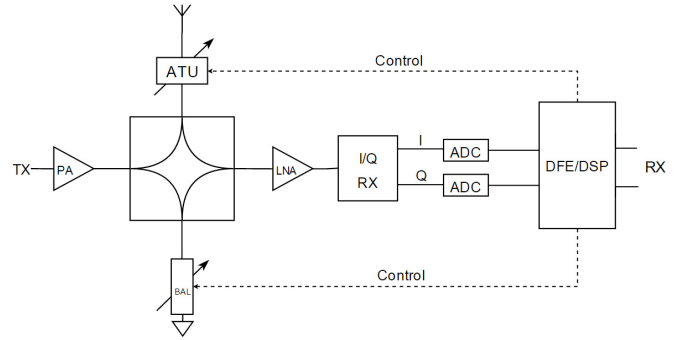 ATU
Control
TX
PA
LNA
I/Q
RX
I
Q
ADC
ADC
DFE/DSP
RX
BAL
Control